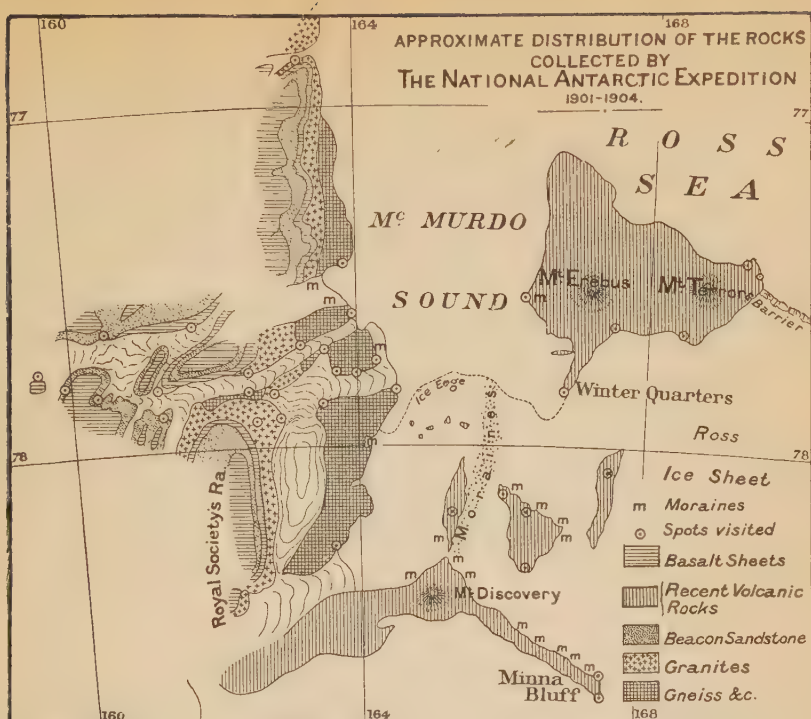 160
164
168
APPROXIMATE DISTRIBUTION OF THE ROCKS
COLLECTED BY
THE NATIONAL ANTARCTIC EXPEDITION
1901-1904.
77
77
ROSS
SEA
Mc MURDO
SOUND
m
m
m
Mt Erebus
Mt Terror
Barrier
m
m
Ice Edge
Winter Quarters
Moraines
Ross
78
78
Ice Sheet
m Moraines
Spots visited
Basalt Sheets
Recent Volcanic
Rocks
Beacon Sandstone
Granites
Gneiss &c.
Royal Society's Ra.
m
m
m
m
m
m
m
m
m
m
Mt Discovery
m
m
m
m
m
Minna
Bluff
160
164
168